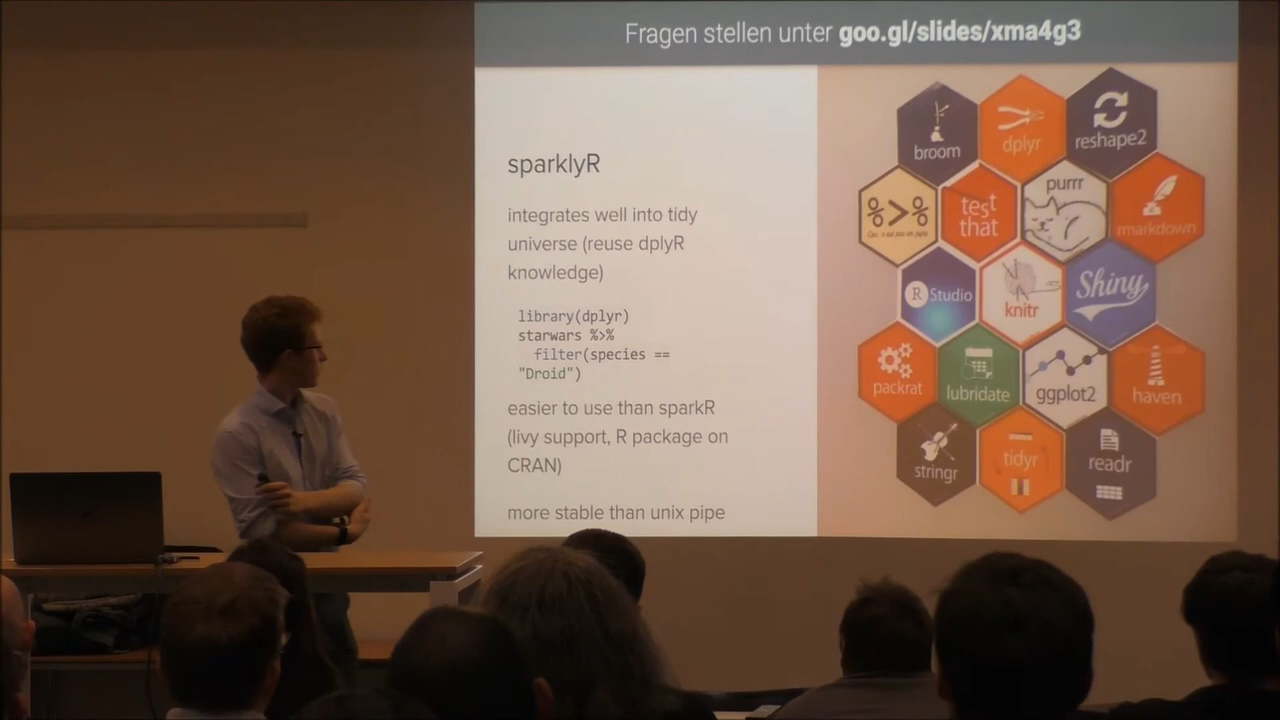 Fragen stellen unter goo.gl/slides/xma4g3
sparklyR
integrates well into tidy
universe (reuse dplyR
knowledge)
library(dplyr)
starwars %>%
filter(species ==
"Droid")
easier to use than sparkR
(livy support, R package on
CRAN)
more stable than unix pipe
broom
dplyr
reshape2
%>%
test
that
purrr
rmarkdown
R Studio
knitr
Shiny
packrat
lubridate
ggplot2
haven
stringr
tidyr
readr